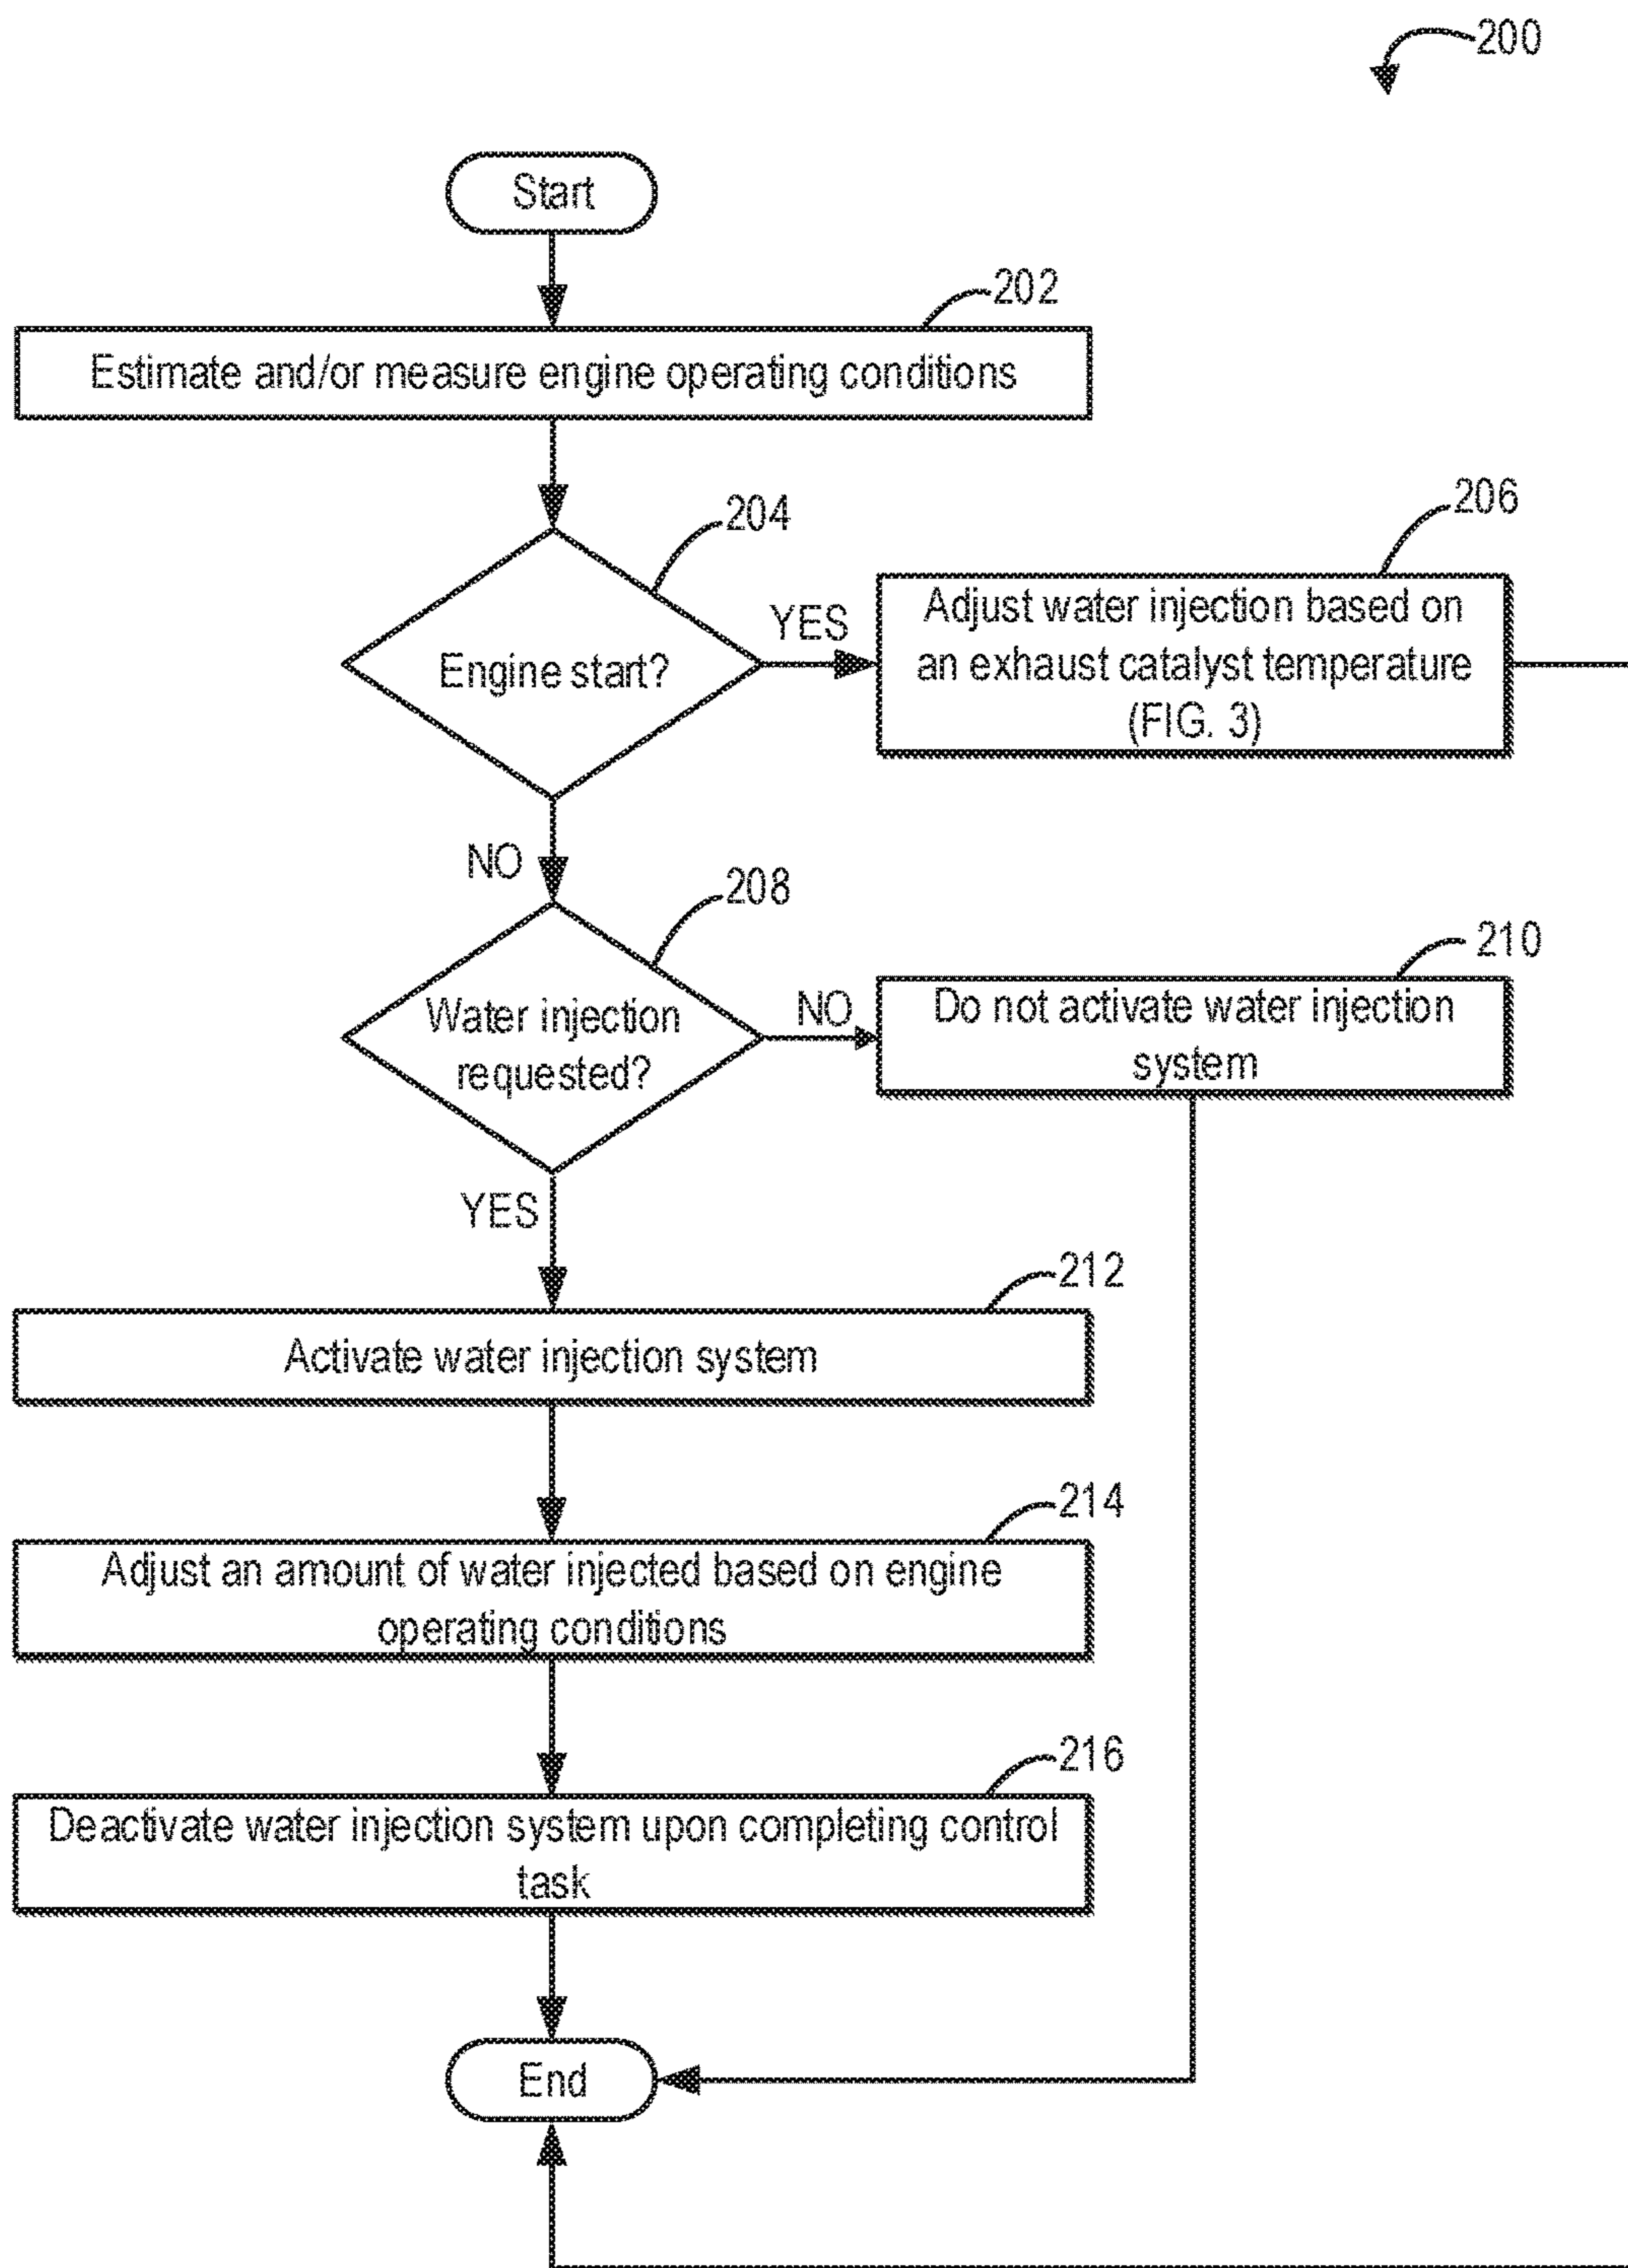 200
Start
202
Estimate and/or measure engine operating conditions
204
206
Engine start?
YES
Adjust water injection based on
an exhaust catalyst temperature
(FIG. 3)
NO
208
210
Water injection
requested?
NO
Do not activate water injection
system
YES
212
Activate water injection system
214
Adjust an amount of water injected based on engine
operating conditions
216
Deactivate water injection system upon completing control
task
End